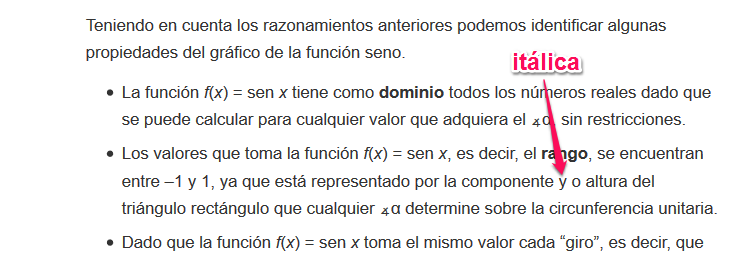 Teniendo en cuenta los razonamientos anteriores podemos identificar algunas
propiedades del gráfico de la función seno.
itálica
• La función f(x) = sen x tiene como dominio todos los números reales dado que
se puede calcular para cualquier valor que adquiera el ∡α, sin restricciones.
• Los valores que toma la función f(x) = sen x, es decir, el rango, se encuentran
entre –1 y 1, ya que está representado por la componente y o altura del
triángulo rectángulo que cualquier ∡α determine sobre la circunferencia unitaria.
• Dado que la función f(x) = sen x toma el mismo valor cada “giro”, es decir, que